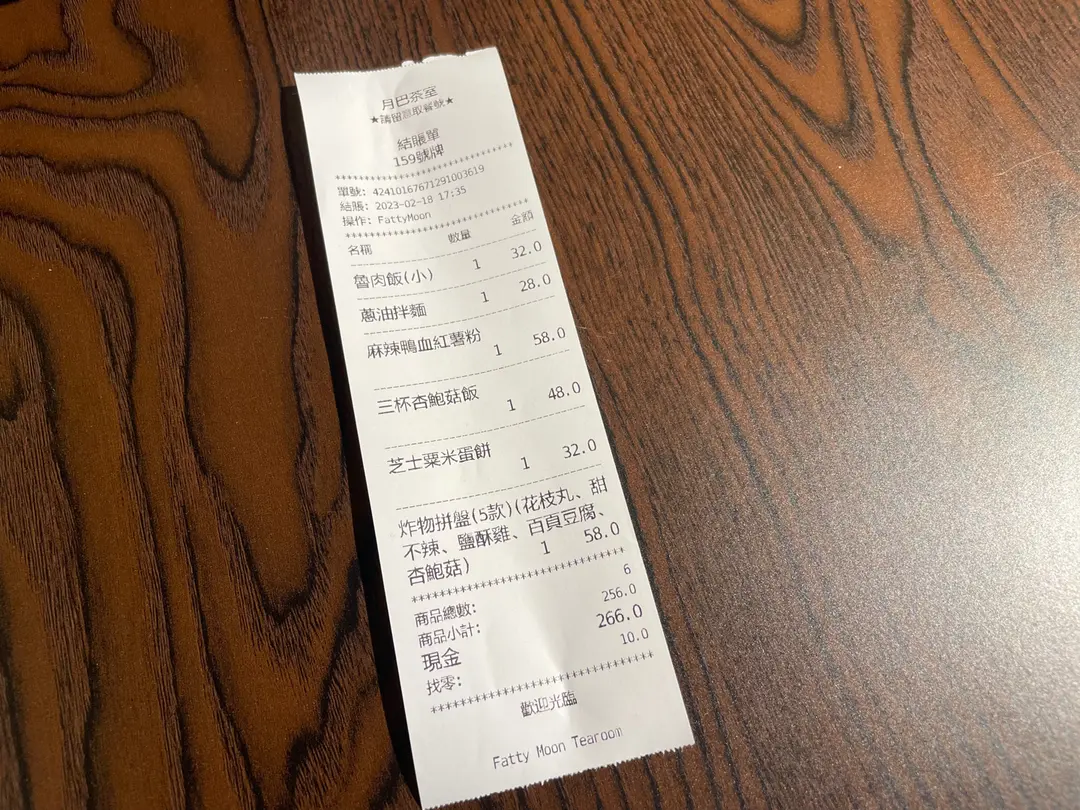 月巴茶室
★請留意取餐號★
結賬單
159號牌
************************************
單號: 42410167671291003619
結賬: 2023-02-18 17:35
操作: FattyMoon
************************************
名稱 數量 金額
魯肉飯(小) 1 32.0
蔥油拌麵 1 28.0
麻辣鴨血紅薯粉 1 58.0
三杯杏鮑菇飯 1 48.0
芝士粟米蛋餅 1 32.0
炸物拼盤(5款)(花枝丸、甜
不辣、鹽酥雞、百頁豆腐、
杏鮑菇) 1 58.0
************************************
商品總數: 6
商品小計: 256.0
現金 266.0
找零: 10.0
************************************
歡迎光臨
Fatty Moon Tearoom